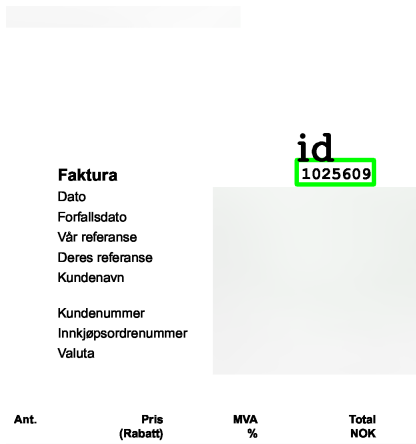 id
Faktura 1025609
Dato
Forfallsdato
Vår referanse
Deres referanse
Kundenavn
Kundenummer
Innkjøpsordrenummer
Valuta
Ant. Pris MVA Total
(Rabatt) % NOK